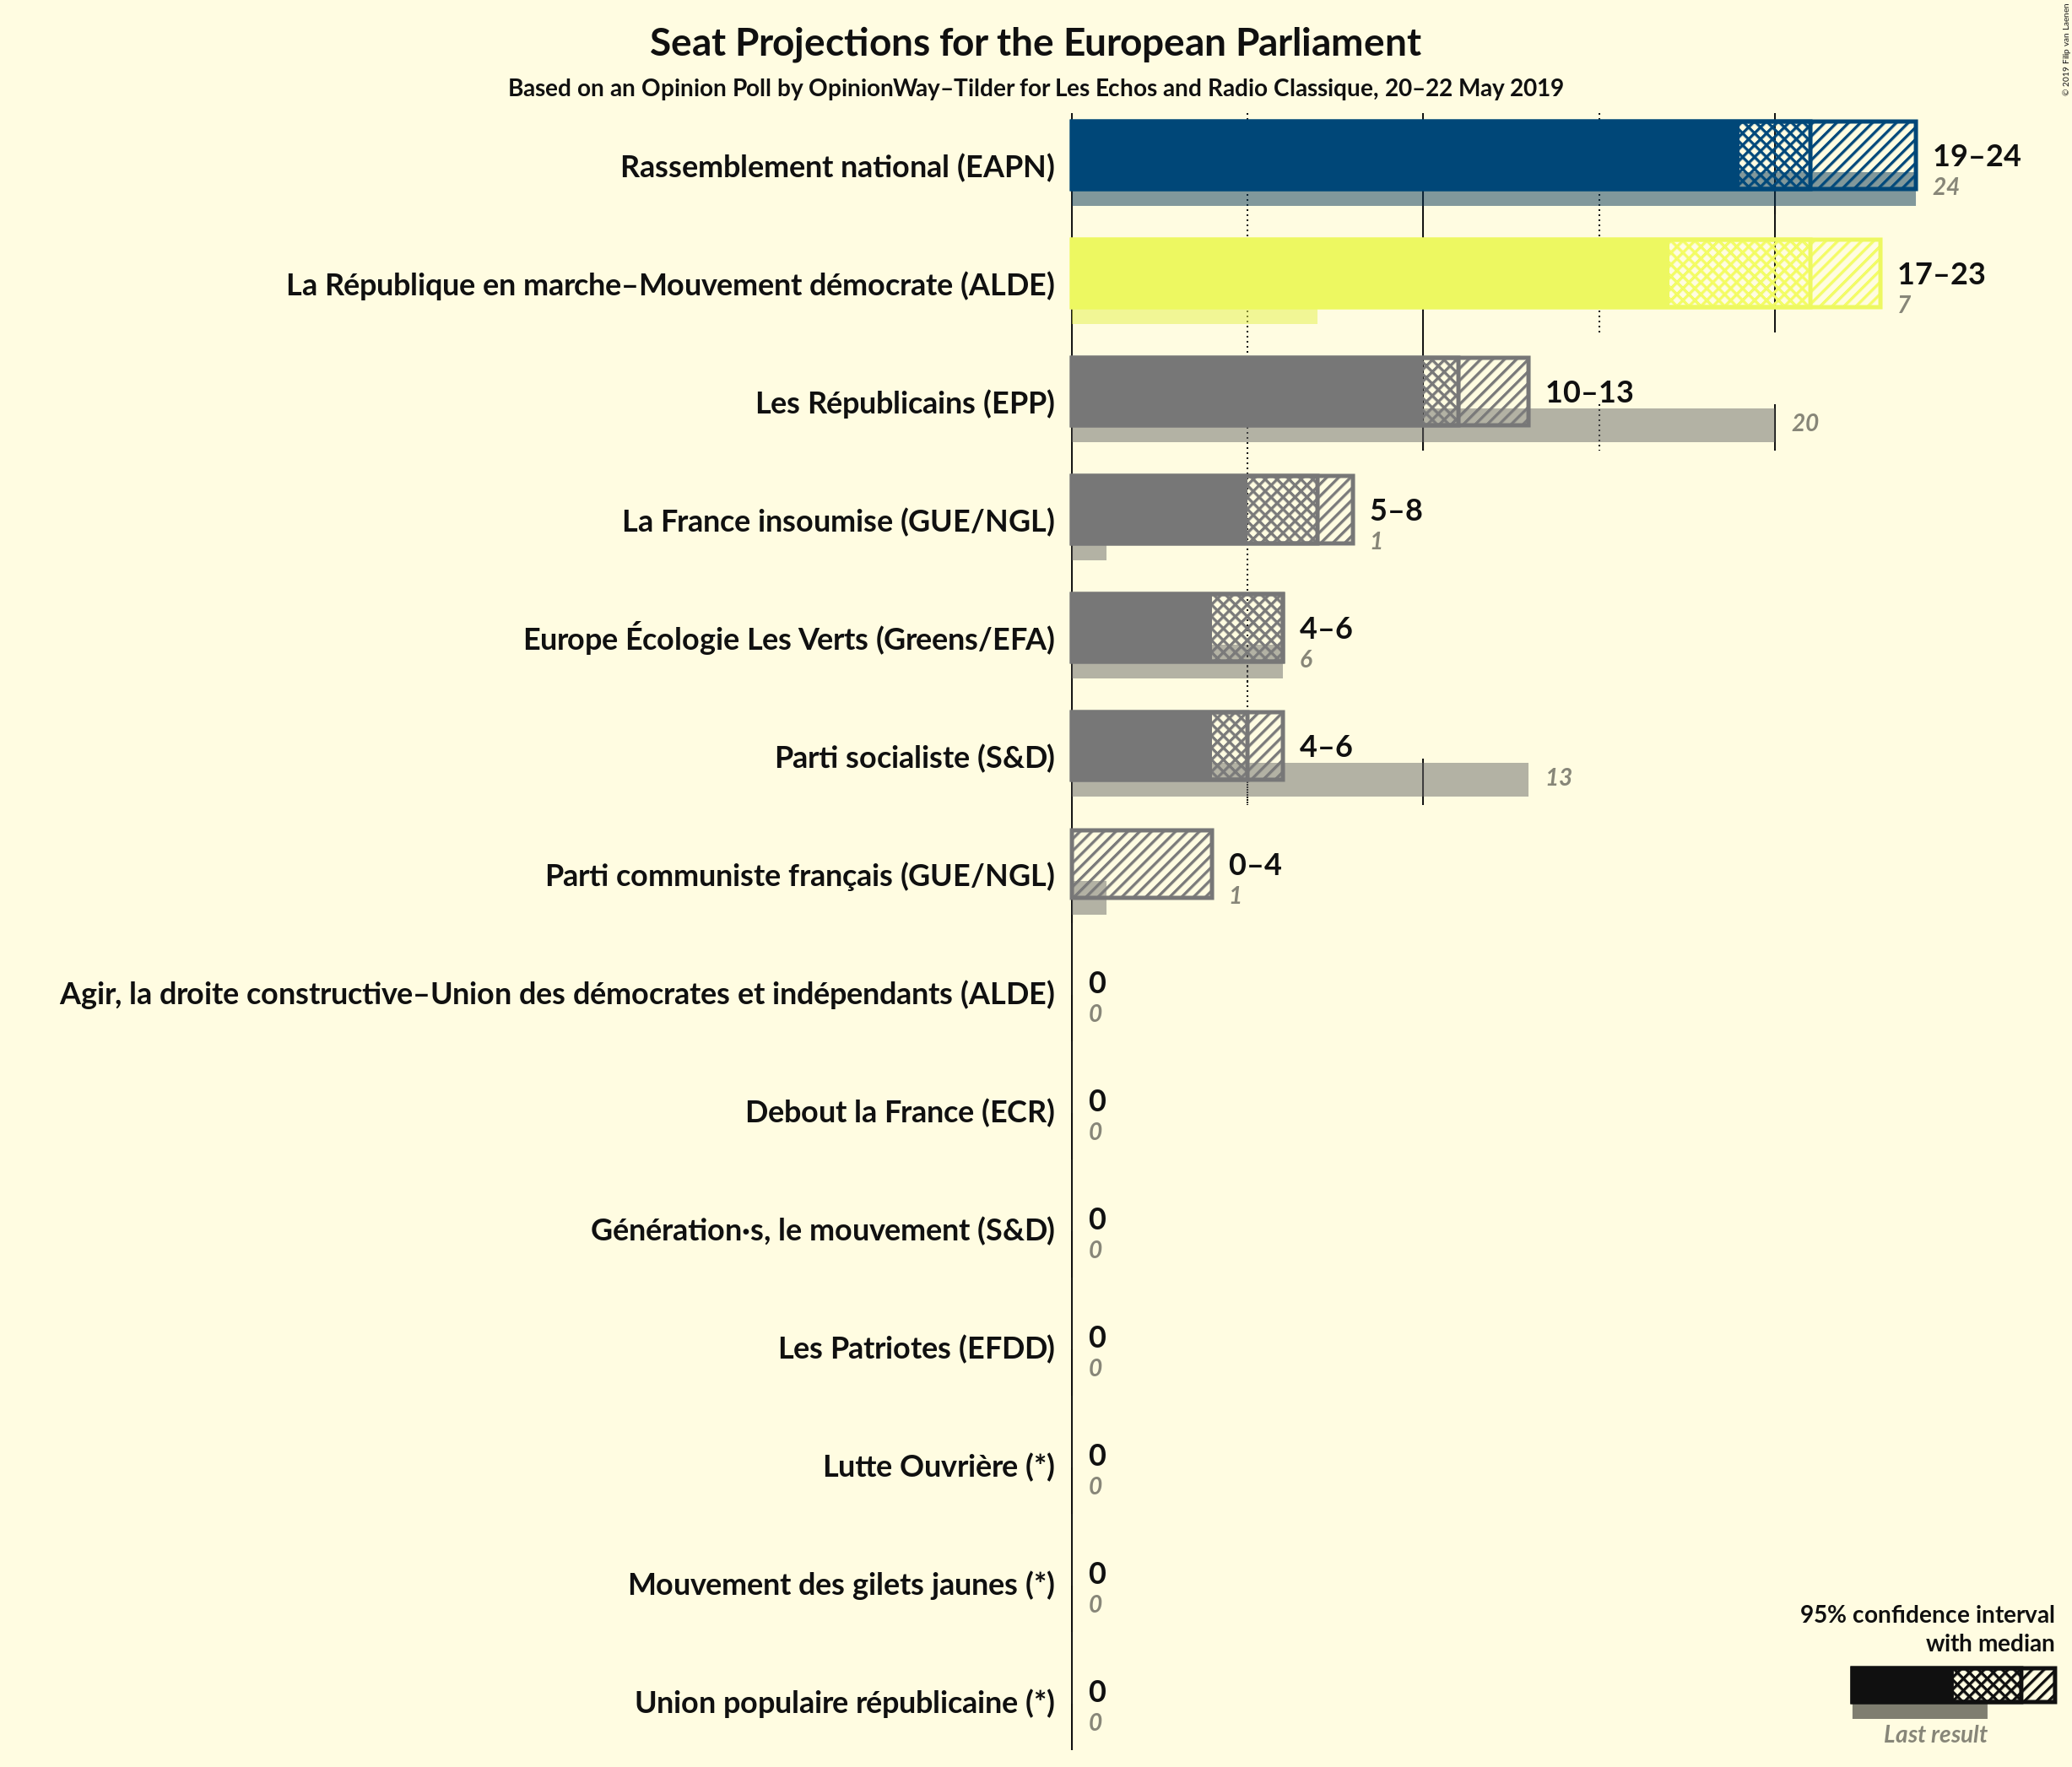 Seat Projections for the European Parliament
Based on an Opinion Poll by OpinionWay–Tilder for Les Echos and Radio Classique, 20–22 May 2019
© 2019 Filip van Laenen
Rassemblement national (EAPN)
19–24
24
La République en marche–Mouvement démocrate (ALDE)
17–23
7
Les Républicains (EPP)
10–13
20
La France insoumise (GUE/NGL)
5–8
1
Europe Écologie Les Verts (Greens/EFA)
4–6
6
Parti socialiste (S&D)
4–6
13
Parti communiste français (GUE/NGL)
0–4
1
Agir, la droite constructive–Union des démocrates et indépendants (ALDE)
0
0
Debout la France (ECR)
0
0
Génération·s, le mouvement (S&D)
0
0
Les Patriotes (EFDD)
0
0
Lutte Ouvrière (*)
0
0
Mouvement des gilets jaunes (*)
0
0
Union populaire républicaine (*)
0
0
95% confidence interval
with median
Last result